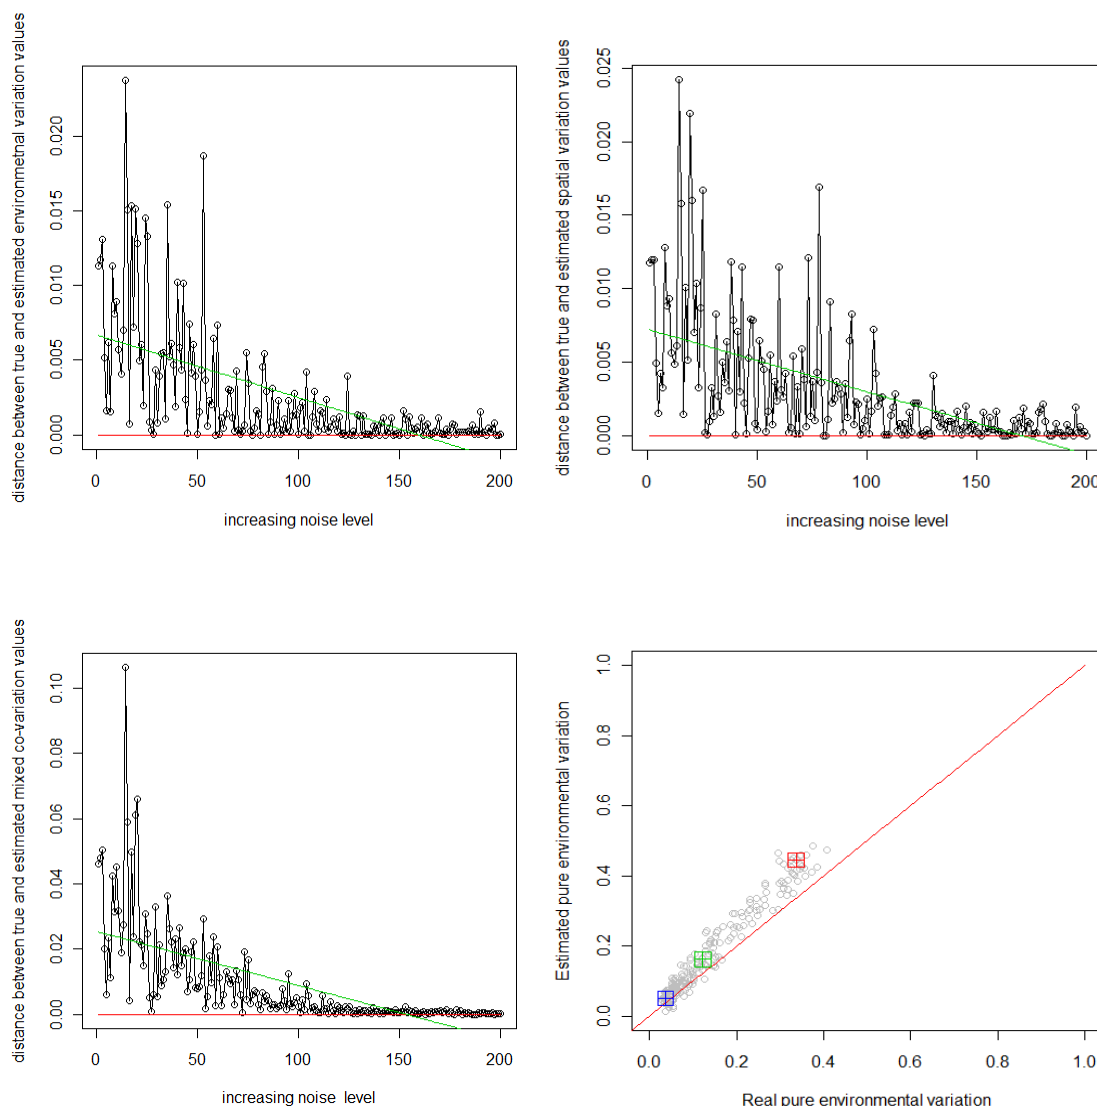 distance between true and estimated environmetnal variation values
0.000 0.005 0.010 0.015 0.020
0 50 100 150 200
increasing noise level
distance between true and estimated spatial variation values
0.000 0.005 0.010 0.015 0.020 0.025
0 50 100 150 200
increasing noise level
distance between true and estimated mixed co-variation values
0.00 0.02 0.04 0.06 0.08 0.10
0 50 100 150 200
increasing noise level
Estimated pure environmental variation
0.0 0.2 0.4 0.6 0.8 1.0
0.0 0.2 0.4 0.6 0.8 1.0
Real pure environmental variation